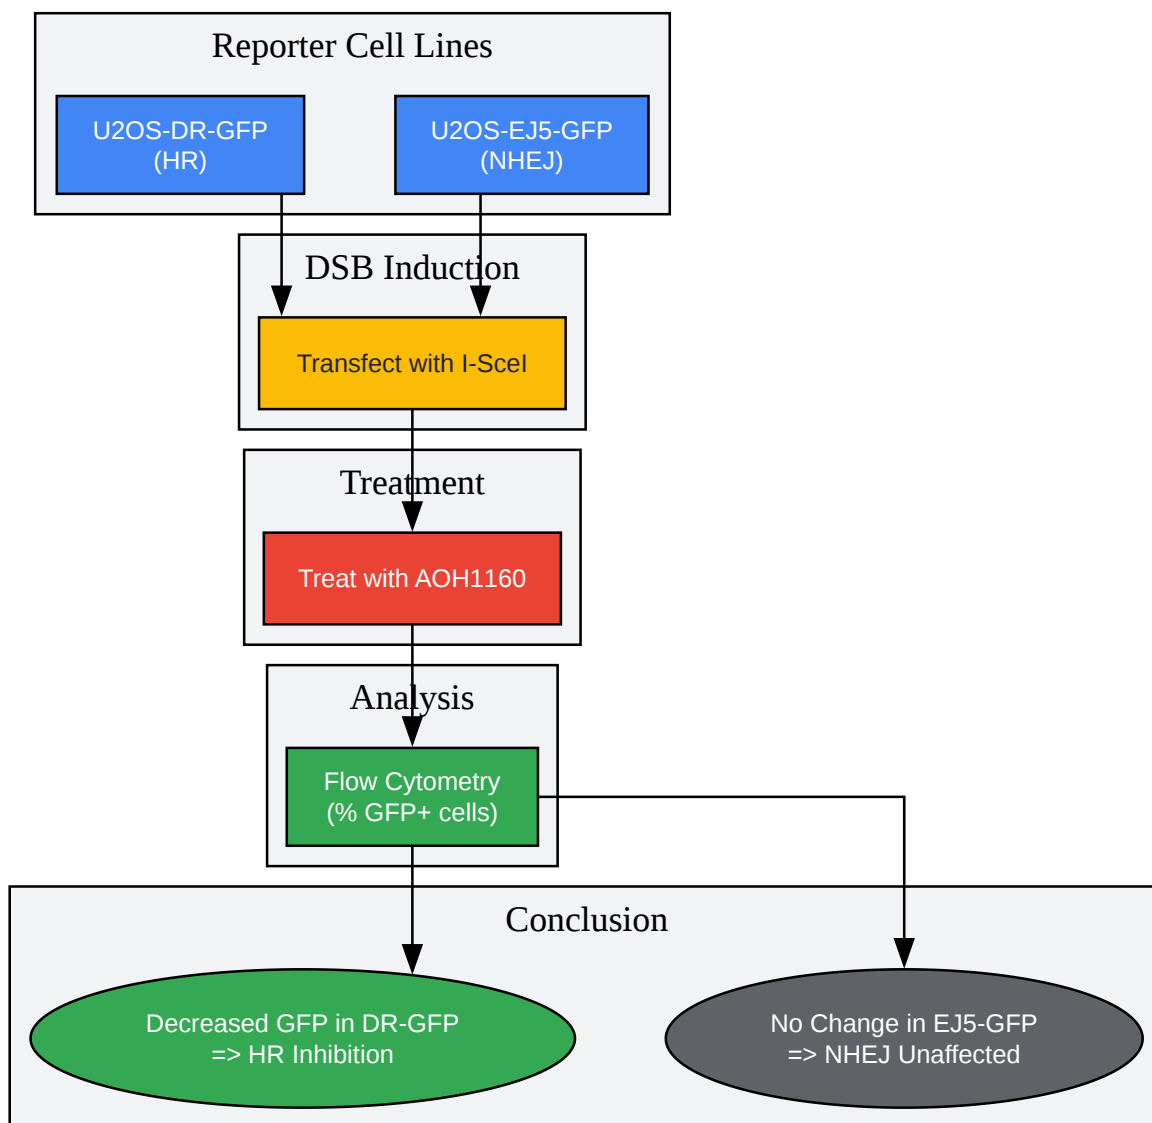 Reporter Cell Lines
U2OS-DR-GFP
(HR)
U2OS-EJ5-GFP
(NHEJ)
DSB Induction
Transfect with I-SceI
Treatment
Treat with AOH1160
Analysis
Flow Cytometry
(% GFP+ cells)
Conclusion
Decreased GFP in DR-GFP
=> HR Inhibition
No Change in EJ5-GFP
=> NHEJ Unaffected